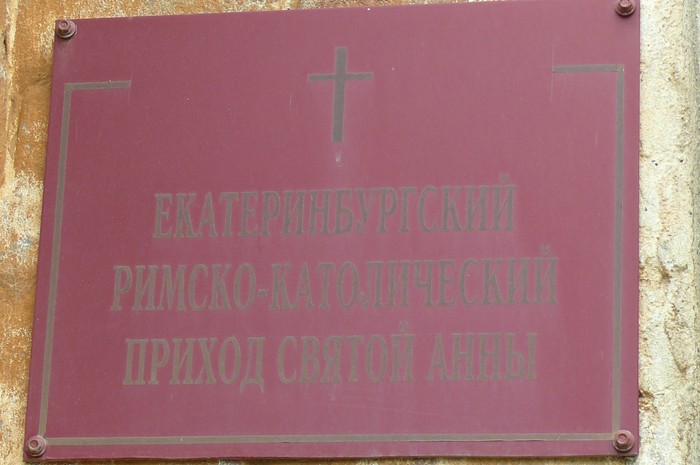 ЕКАТЕРИНБУРГСКИЙ
РИМСКО-КАТОЛИЧЕСКИЙ
ПРИХОД СВЯТОЙ АННЫ